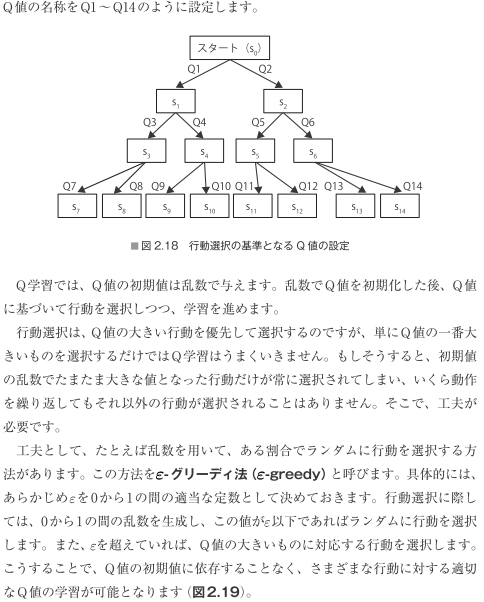 Q値の名称をQ1～Q14のように設定します。
スタート（s0）
Q1
Q2
s1
s2
Q3
Q4
Q5
Q6
s3
s4
s5
s6
Q7
Q8
Q9
Q10
Q11
Q12
Q13
Q14
s7
s8
s9
s10
s11
s12
s13
s14
■図2.18　行動選択の基準となるQ値の設定
Q学習では、Q値の初期値は乱数で与えます。乱数でQ値を初期化した後、Q値
に基づいて行動を選択しつつ、学習を進めます。
行動選択は、Q値の大きい行動を優先して選択するのですが、単にQ値の一番大
きいものを選択するだけではQ学習はうまくいきません。もしそうすると、初期値
の乱数でたまたま大きな値となった行動だけが常に選択されてしまい、いくら動作
を繰り返してもそれ以外の行動が選択されることはありません。そこで、工夫が
必要です。
工夫として、たとえば乱数を用いて、ある割合でランダムに行動を選択する方
法があります。この方法をε-グリーディ法（ε-greedy）と呼びます。具体的には、
あらかじめεを0から1の間の適当な定数として決めておきます。行動選択に際し
ては、0から1の間の乱数を生成し、この値がε以下であればランダムに行動を選択
します。また、εを超えていれば、Q値の大きいものに対応する行動を選択します。
こうすることで、Q値の初期値に依存することなく、さまざまな行動に対する適切
なQ値の学習が可能となります（図2.19）。